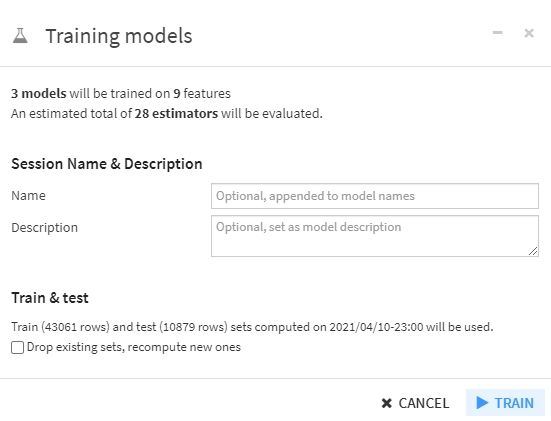 Training models
3 models will be trained on 9 features
An estimated total of 28 estimators will be evaluated.
Session Name & Description
Name
Optional, appended to model names
Description
Optional, set as model description
Train & test
Train (43061 rows) and test (10879 rows) sets computed on 2021/04/10-23:00 will be used.
Drop existing sets, recompute new ones
CANCEL
TRAIN